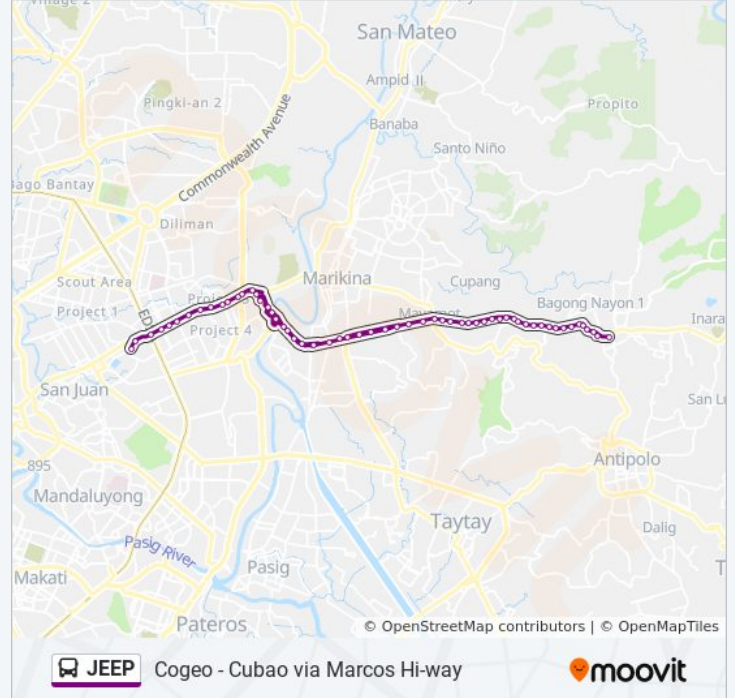 Village 2
San Mateo
Ampid II
Pingki-an 2
Propito
Banaba
Commonwealth Avenue
Santo Niño
Bago Bantay
Diliman
Scout Area
Marikina
Cupang
Project 1
Bagong Nayon 1
Mayamot
Inara
ED
Project 4
San Juan
San Lu
895
Antipolo
Mandaluyong
Taytay
Dalig
Pasig River
Pasig
T
Makati
Pateros
© OpenStreetMap contributors | © OpenMapTiles
JEEP Cogeo - Cubao via Marcos Hi-way moovit